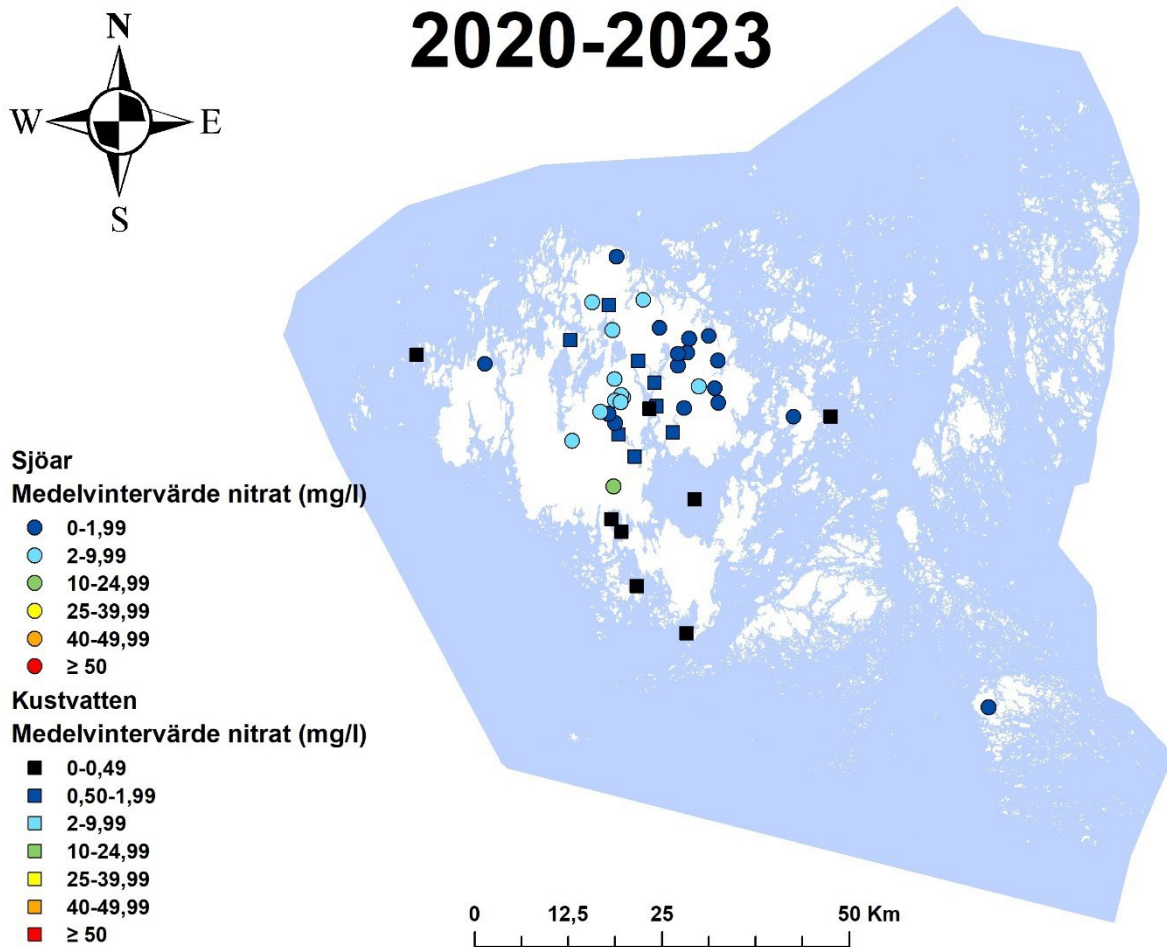 2020-2023
N
W E
S
Sjöar
Medelvintervärde nitrat (mg/l)
0-1,99
2-9,99
10-24,99
25-39,99
40-49,99
≥ 50
Kustvatten
Medelvintervärde nitrat (mg/l)
0-0,49
0,50-1,99
2-9,99
10-24,99
25-39,99
40-49,99
≥ 50
0 12,5 25 50 Km